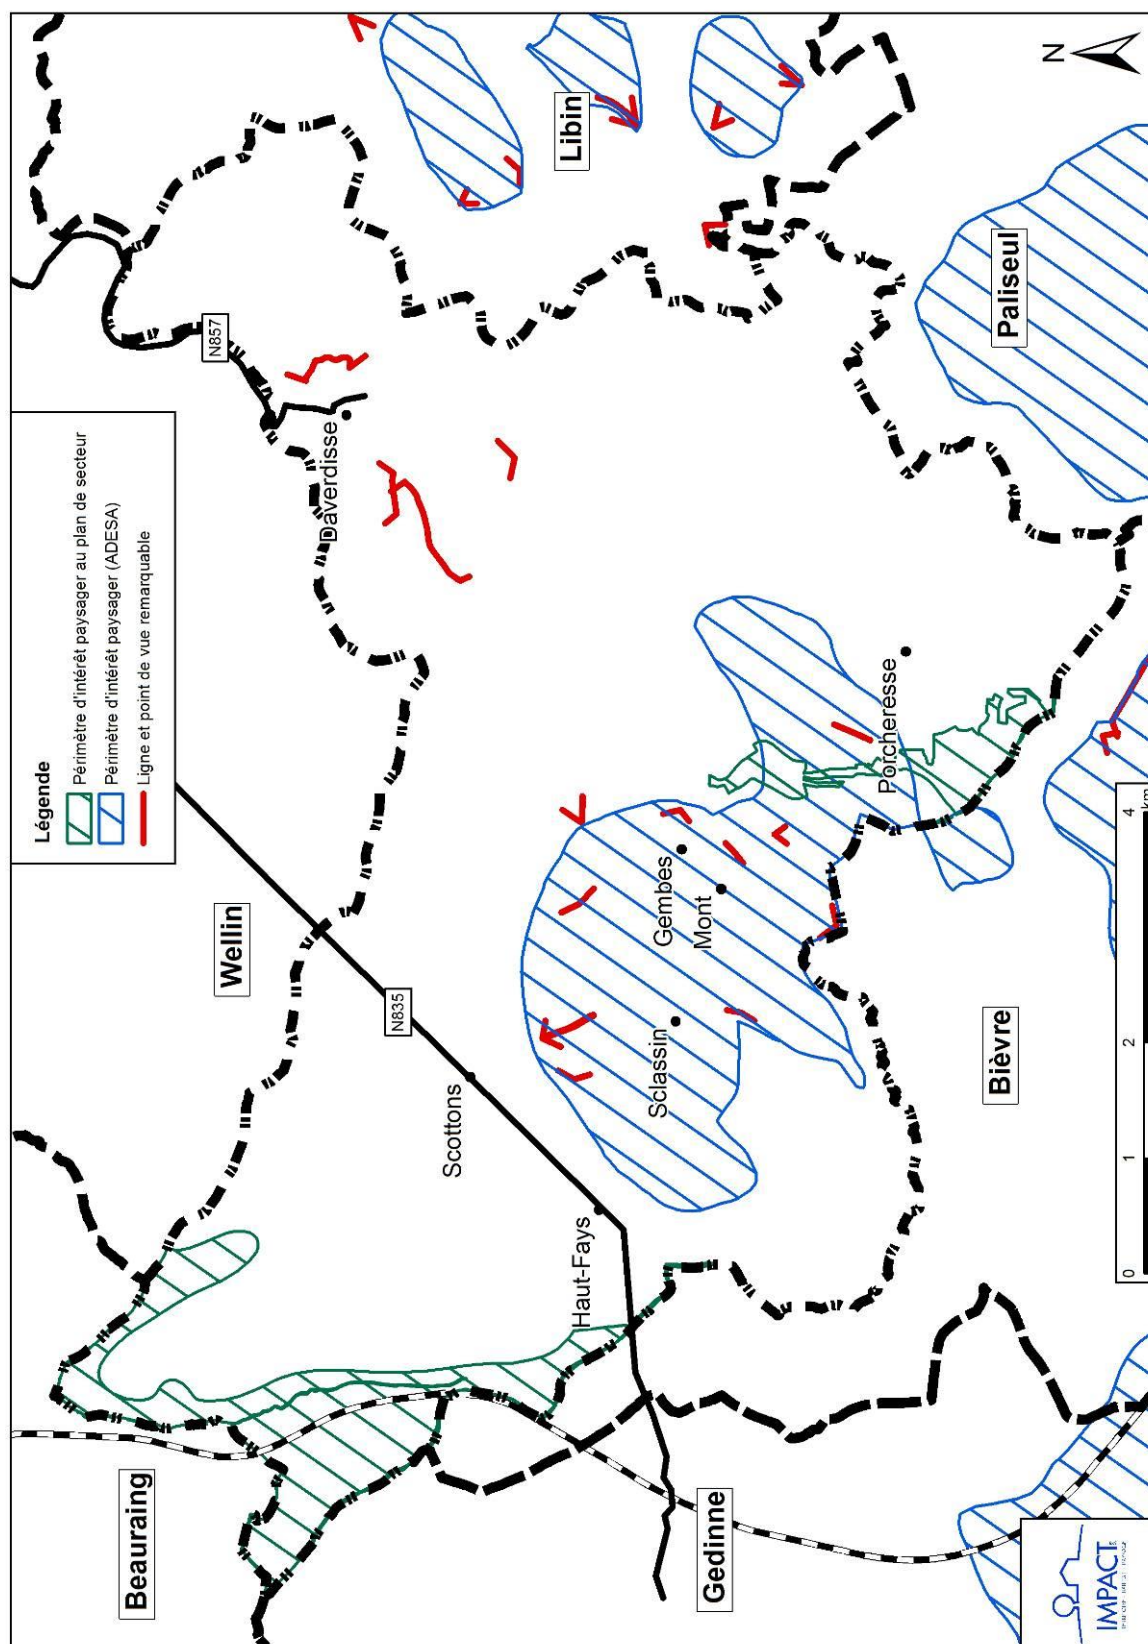 Légende
Périmètre d'intérêt paysager au plan de secteur
Périmètre d'intérêt paysager (ADESA)
Ligne et point de vue remarquable
Beauraing
Wellin
N857
Daverdisse
N835
Scottons
Haut-Fays
Libin
N
Gembes
Mont
Sclassin
Porcheresse
Gedinne
Bièvre
Paliseul
0 1 2 4
km
IMPACT